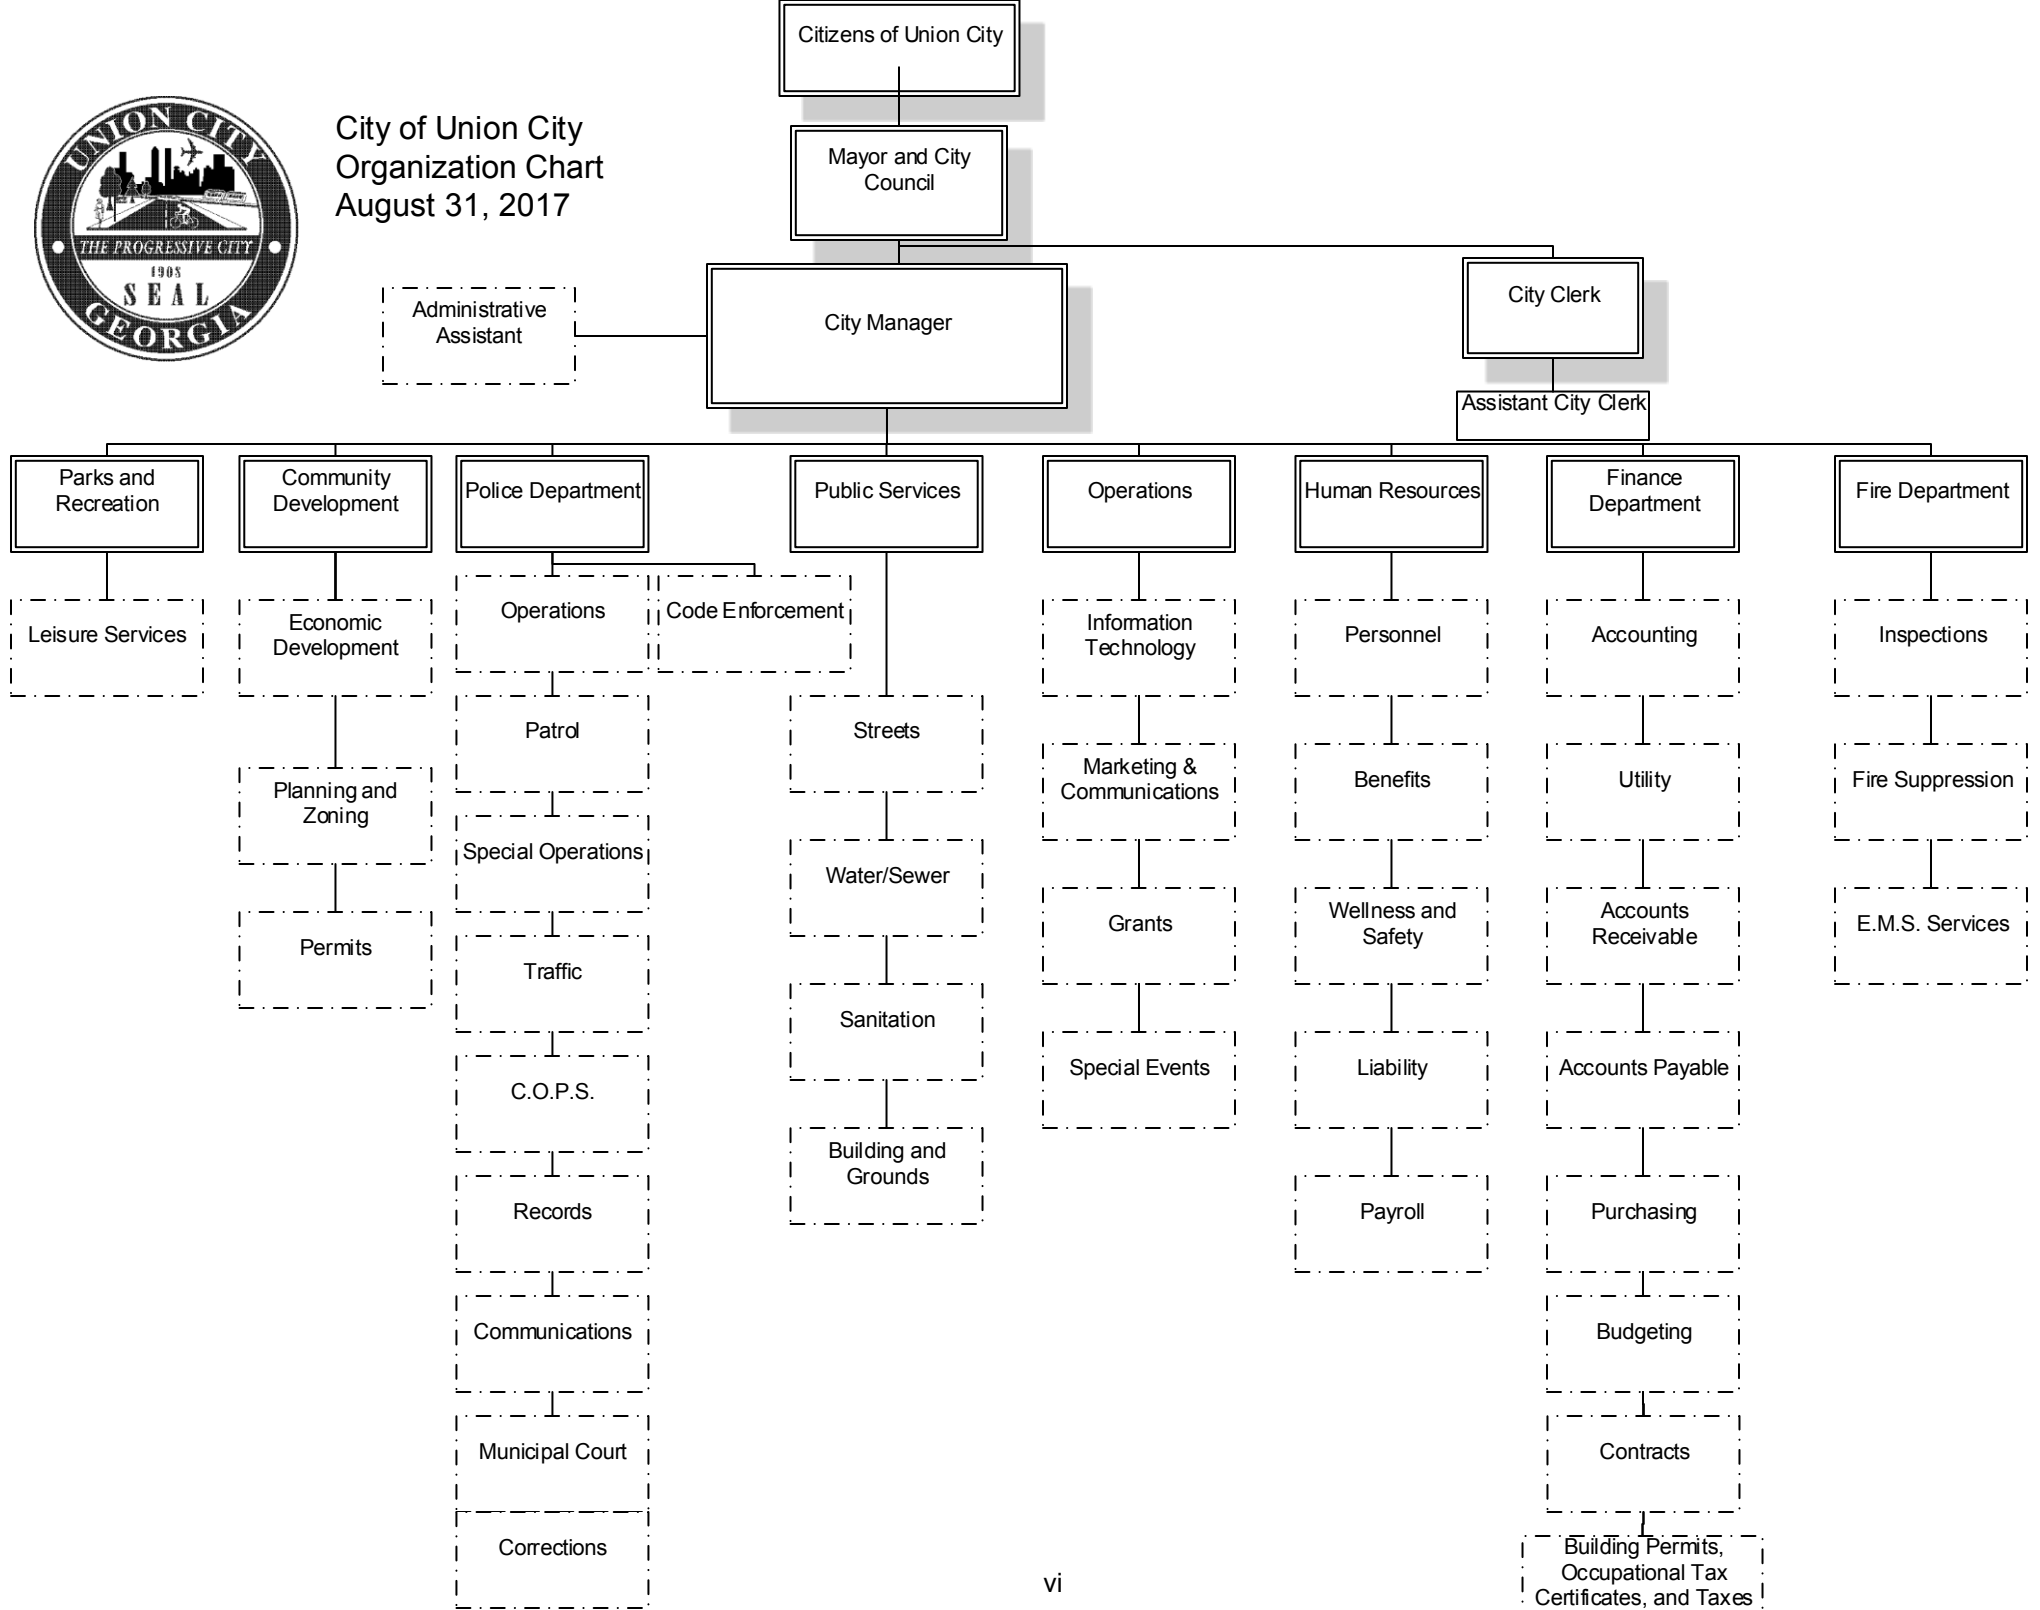 Citizens of Union City
UNION CITY
THE PROGRESSIVE CITY
1908
SEAL
GEORGIA
City of Union City
Organization Chart
August 31, 2017
Mayor and City
Council
Administrative
Assistant
City Manager
City Clerk
Assistant City Clerk
Parks and
Recreation
Community
Development
Police Department
Public Services
Operations
Human Resources
Finance
Department
Fire Department
Leisure Services
Economic
Development
Planning and
Zoning
Permits
Operations
Code Enforcement
Patrol
Special Operations
Traffic
C.O.P.S.
Records
Communications
Municipal Court
Corrections
Streets
Water/Sewer
Sanitation
Building and
Grounds
Information
Technology
Marketing &
Communications
Grants
Special Events
Personnel
Benefits
Wellness and
Safety
Liability
Payroll
Accounting
Utility
Accounts
Receivable
Accounts Payable
Purchasing
Budgeting
Contracts
Building Permits,
Occupational Tax
Certificates, and Taxes
Inspections
Fire Suppression
E.M.S. Services
vi